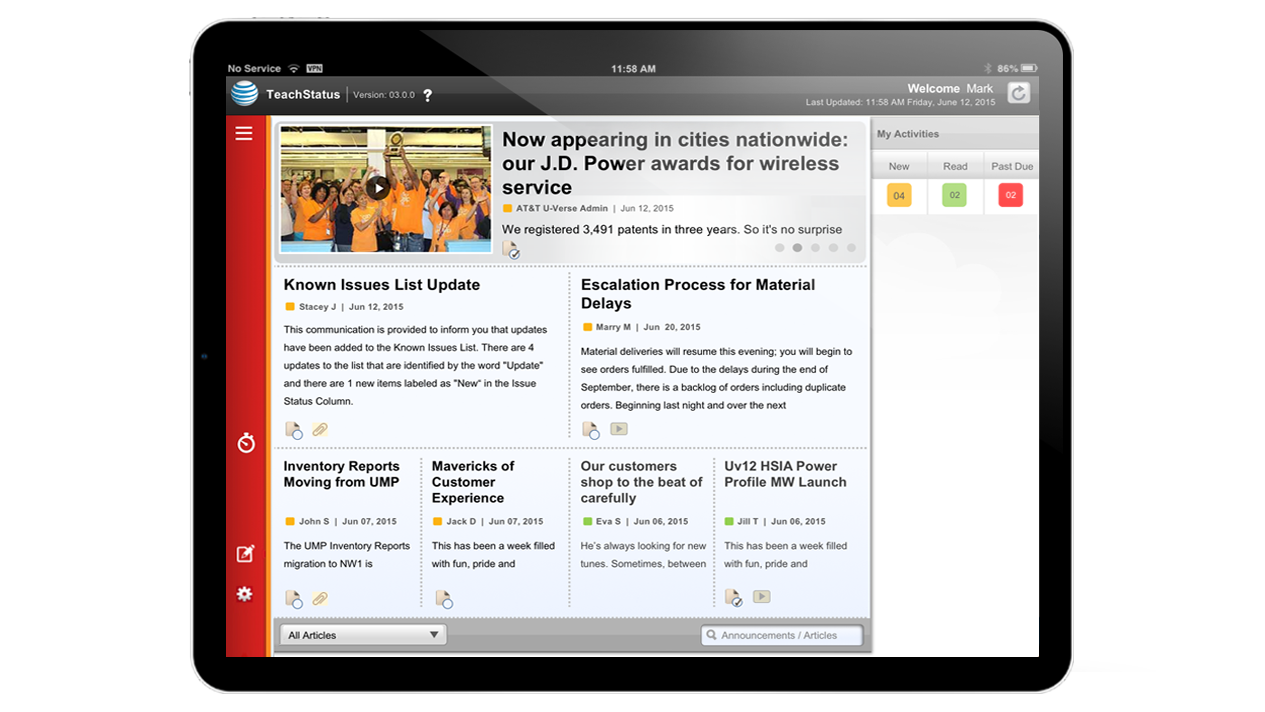 No Service VPN
11:58 AM
86%
TeachStatus Version: 03.0.0 ?
Welcome Mark
Last Updated: 11:58 AM Friday, June 12, 2015
Now appearing in cities nationwide:
our J.D. Power awards for wireless
service
AT&T U-Verse Admin | Jun 12, 2015
We registered 3,491 patents in three years. So it's no surprise
My Activities
New Read Past Due
04 02 02
Known Issues List Update
Stacey J | Jun 12, 2015
This communication is provided to inform you that updates
have been added to the Known Issues List. There are 4
updates to the list that are identified by the word "Update"
and there are 1 new items labeled as "New“ in the Issue
Status Column.
Escalation Process for Material
Delays
Marry M | Jun 20, 2015
Material deliveries will resume this evening; you will begin to
see orders fulfilled. Due to the delays during the end of
September, there is a backlog of orders including duplicate
orders. Beginning last night and over the next
Inventory Reports
Moving from UMP
John S | Jun 07, 2015
The UMP Inventory Reports
migration to NW1 is
Mavericks of
Customer
Experience
Jack D | Jun 07, 2015
This has been a week filled
with fun, pride and
Our customers
shop to the beat of
carefully
Eva S | Jun 06, 2015
He's always looking for new
tunes. Sometimes, between
Uv12 HSIA Power
Profile MW Launch
Jill T | Jun 06, 2015
This has been a week filled
with fun, pride and
All Articles
Announcements / Articles